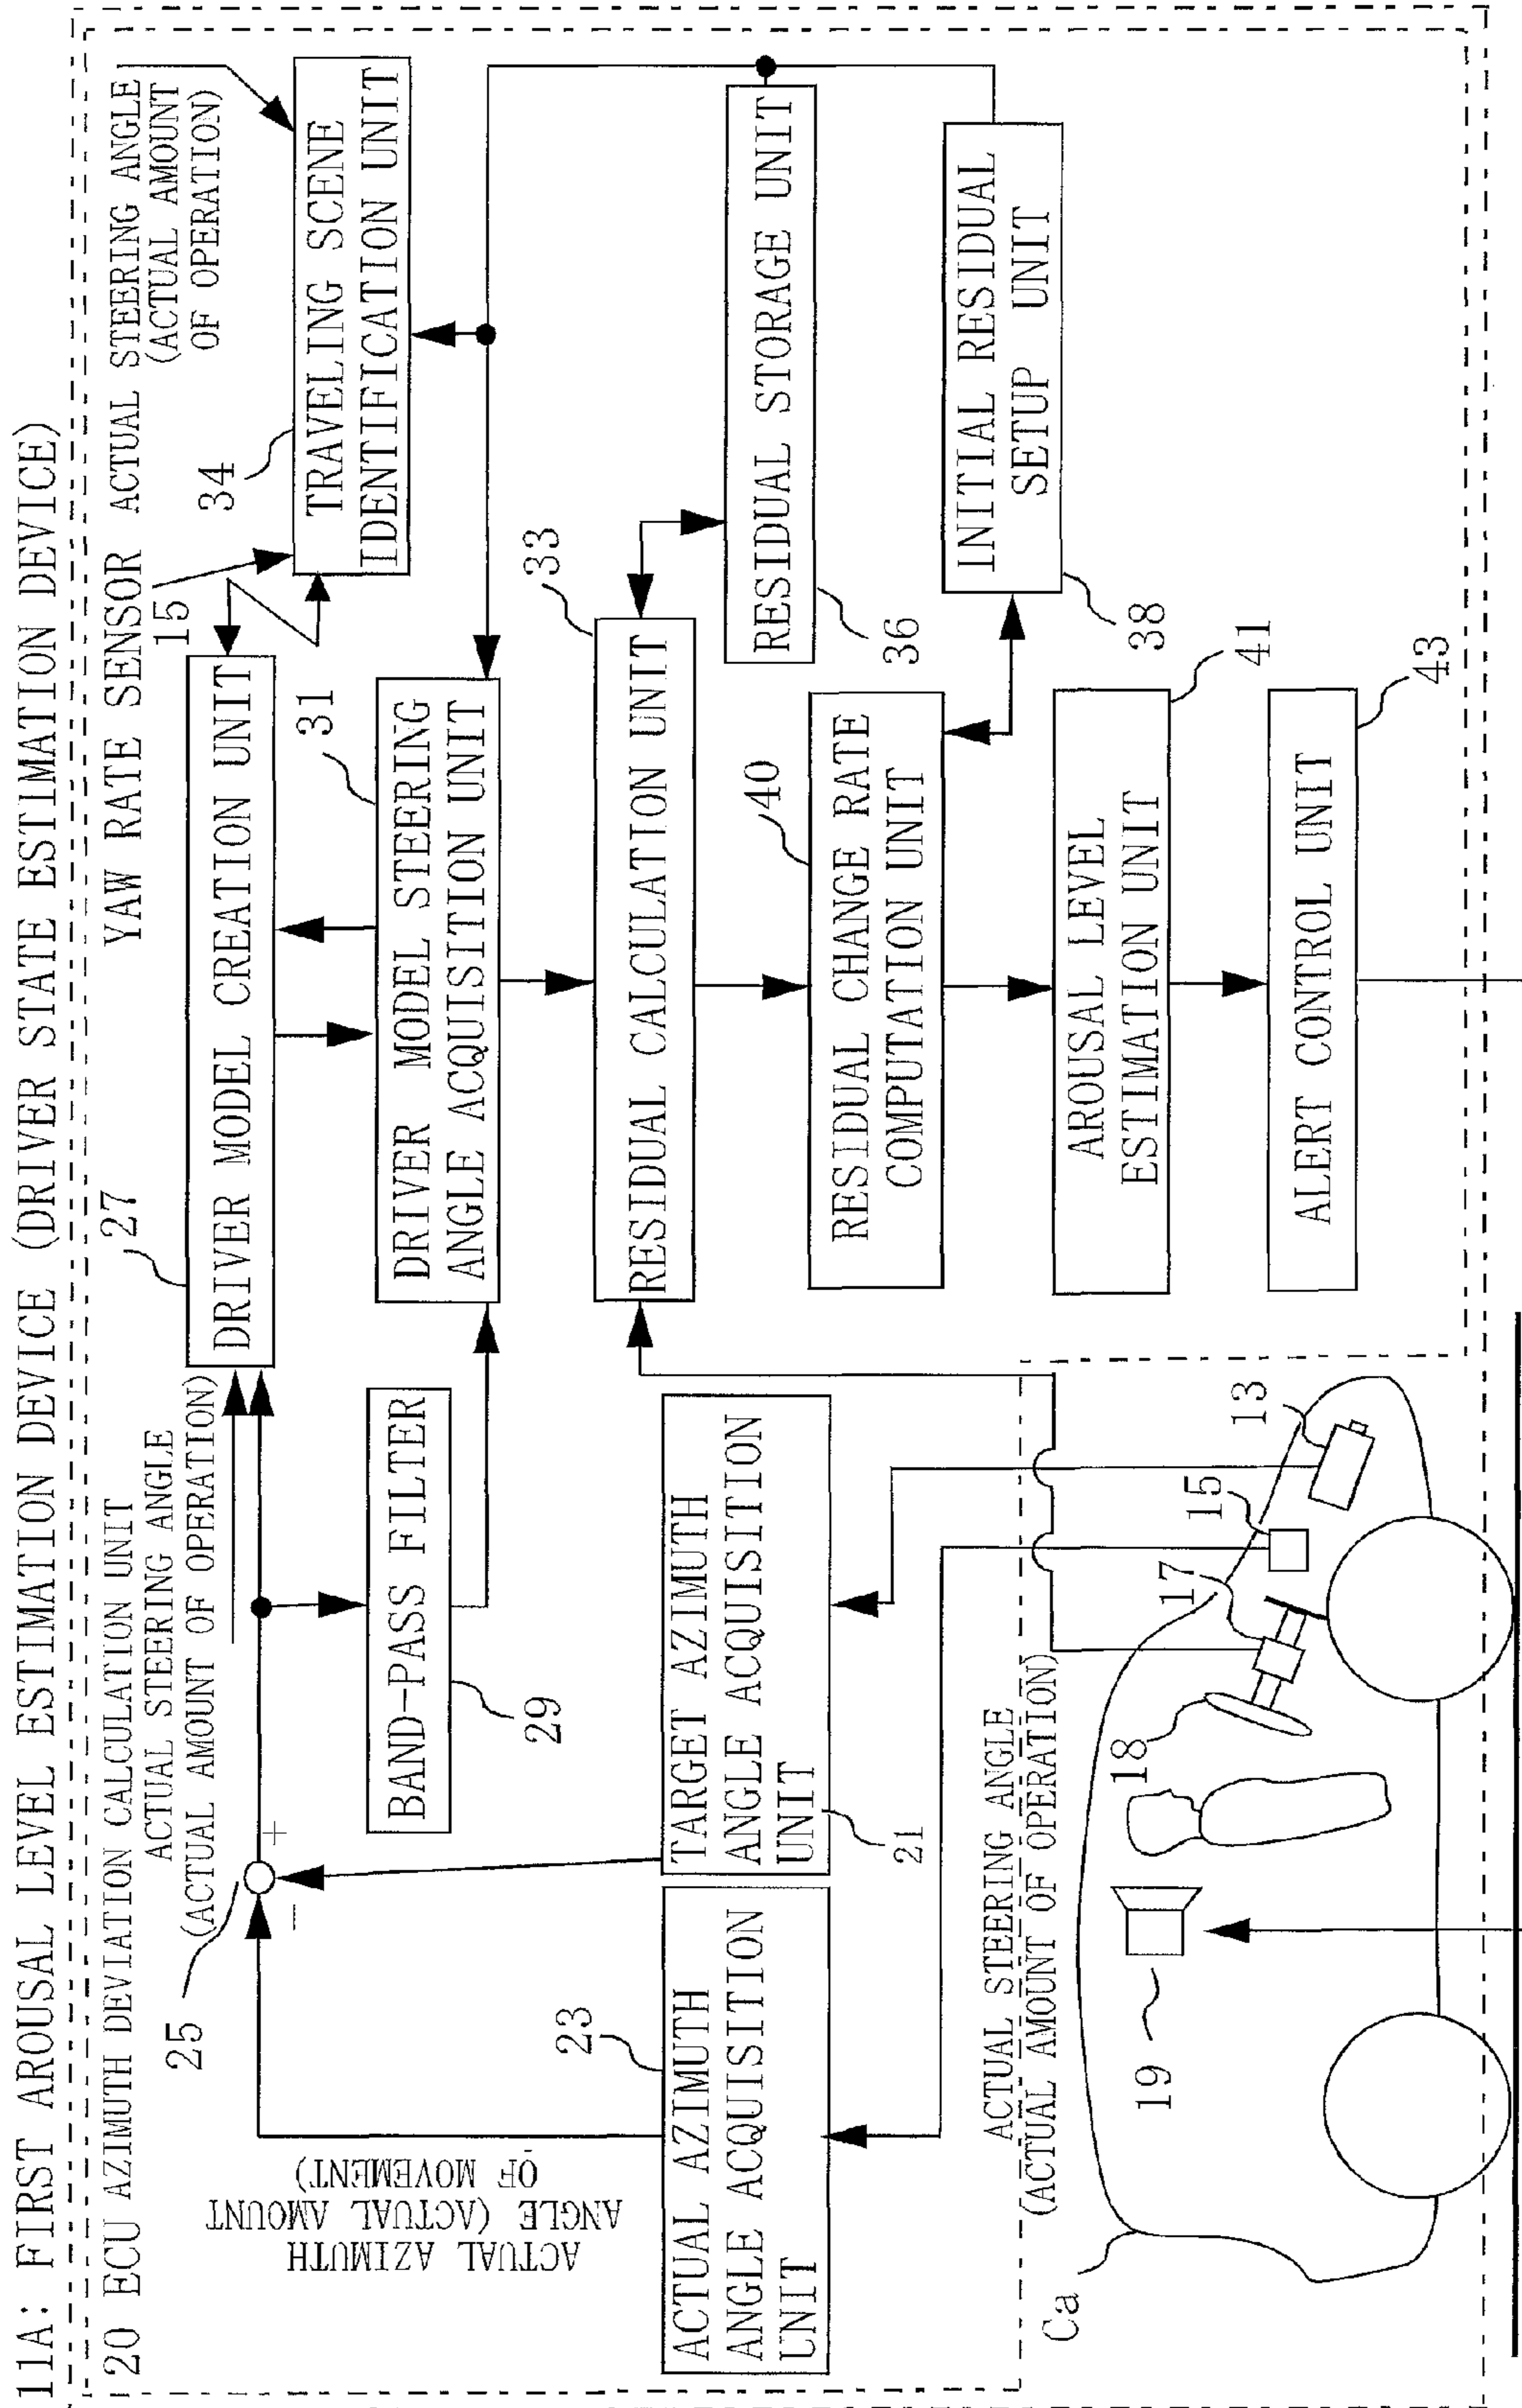 11A: FIRST AROUSAL LEVEL ESTIMATION DEVICE (DRIVER STATE ESTIMATION DEVICE)
20 ECU
AZIMUTH DEVIATION CALCULATION UNIT
25
ACTUAL STEERING ANGLE
(ACTUAL AMOUNT OF OPERATION)
27
YAW RATE SENSOR
15
ACTUAL STEERING ANGLE
(ACTUAL AMOUNT
OF OPERATION)
34
TRAVELING SCENE
IDENTIFICATION UNIT
DRIVER MODEL CREATION UNIT
−
+
ACTUAL AZIMUTH
ANGLE (ACTUAL AMOUNT
OF MOVEMENT)
BAND-PASS FILTER
29
31
DRIVER MODEL STEERING
ANGLE ACQUISITION UNIT
33
RESIDUAL CALCULATION UNIT
RESIDUAL STORAGE UNIT
36
23
ACTUAL AZIMUTH
ANGLE ACQUISITION
UNIT
TARGET AZIMUTH
ANGLE ACQUISITION
UNIT
21
40
RESIDUAL CHANGE RATE
COMPUTATION UNIT
INITIAL RESIDUAL
SETUP UNIT
38
ACTUAL STEERING ANGLE
(ACTUAL AMOUNT OF OPERATION)
AROUSAL LEVEL
ESTIMATION UNIT
41
ALERT CONTROL UNIT
43
Ca
19
18
17
15
13